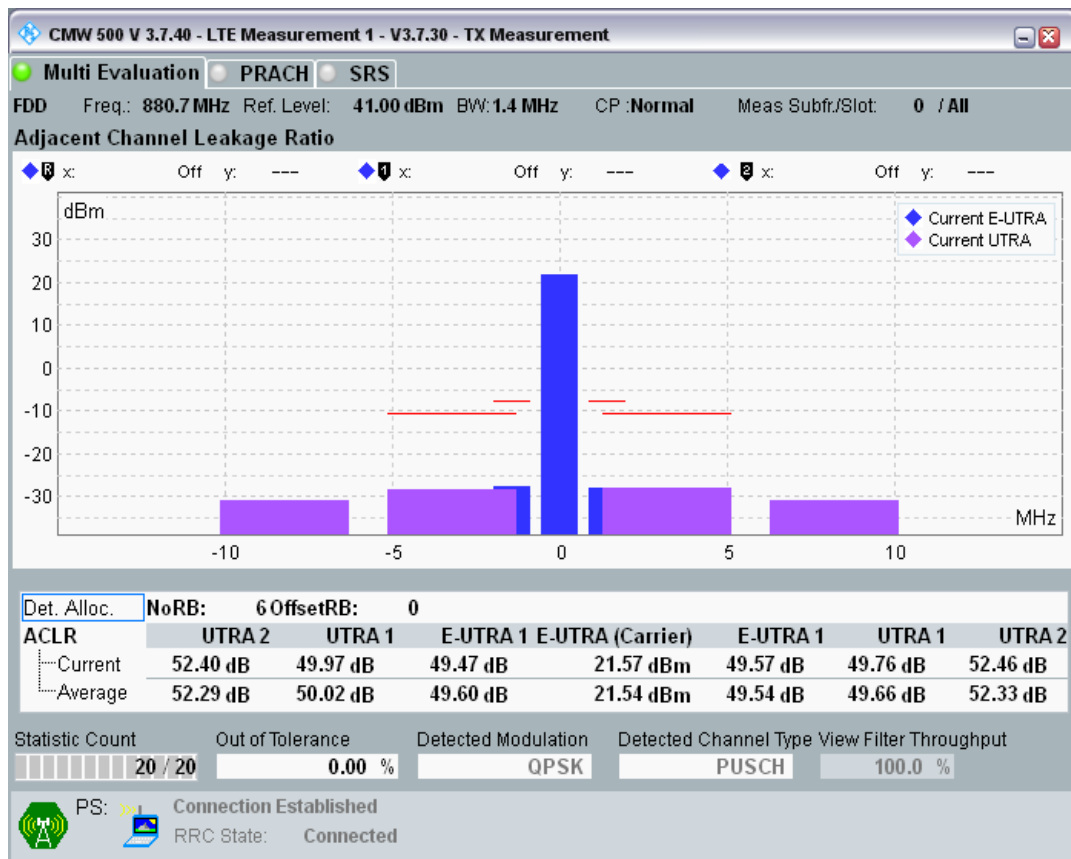 CMW 500 V 3.7.40 - LTE Measurement 1 - V3.7.30 - TX Measurement
Multi Evaluation PRACH SRS
FDD Freq.: 880.7 MHz Ref. Level: 41.00 dBm BW: 1.4 MHz CP :Normal Meas Subfr./Slot: 0 / All
Adjacent Channel Leakage Ratio
R x: Off y: --- 1 x: Off y: --- 2 x: Off y: ---
dBm
Current E-UTRA
Current UTRA
30
20
10
0
-10
-20
-30
MHz
-10 -5 0 5 10
Det. Alloc. NoRB: 6 OffsetRB: 0
ACLR UTRA 2 UTRA 1 E-UTRA 1 E-UTRA (Carrier) E-UTRA 1 UTRA 1 UTRA 2
Current 52.40 dB 49.97 dB 49.47 dB 21.57 dBm 49.57 dB 49.76 dB 52.46 dB
Average 52.29 dB 50.02 dB 49.60 dB 21.54 dBm 49.54 dB 49.66 dB 52.33 dB
Statistic Count Out of Tolerance Detected Modulation Detected Channel Type View Filter Throughput
20 / 20 0.00 % QPSK PUSCH 100.0 %
PS: Connection Established
RRC State: Connected